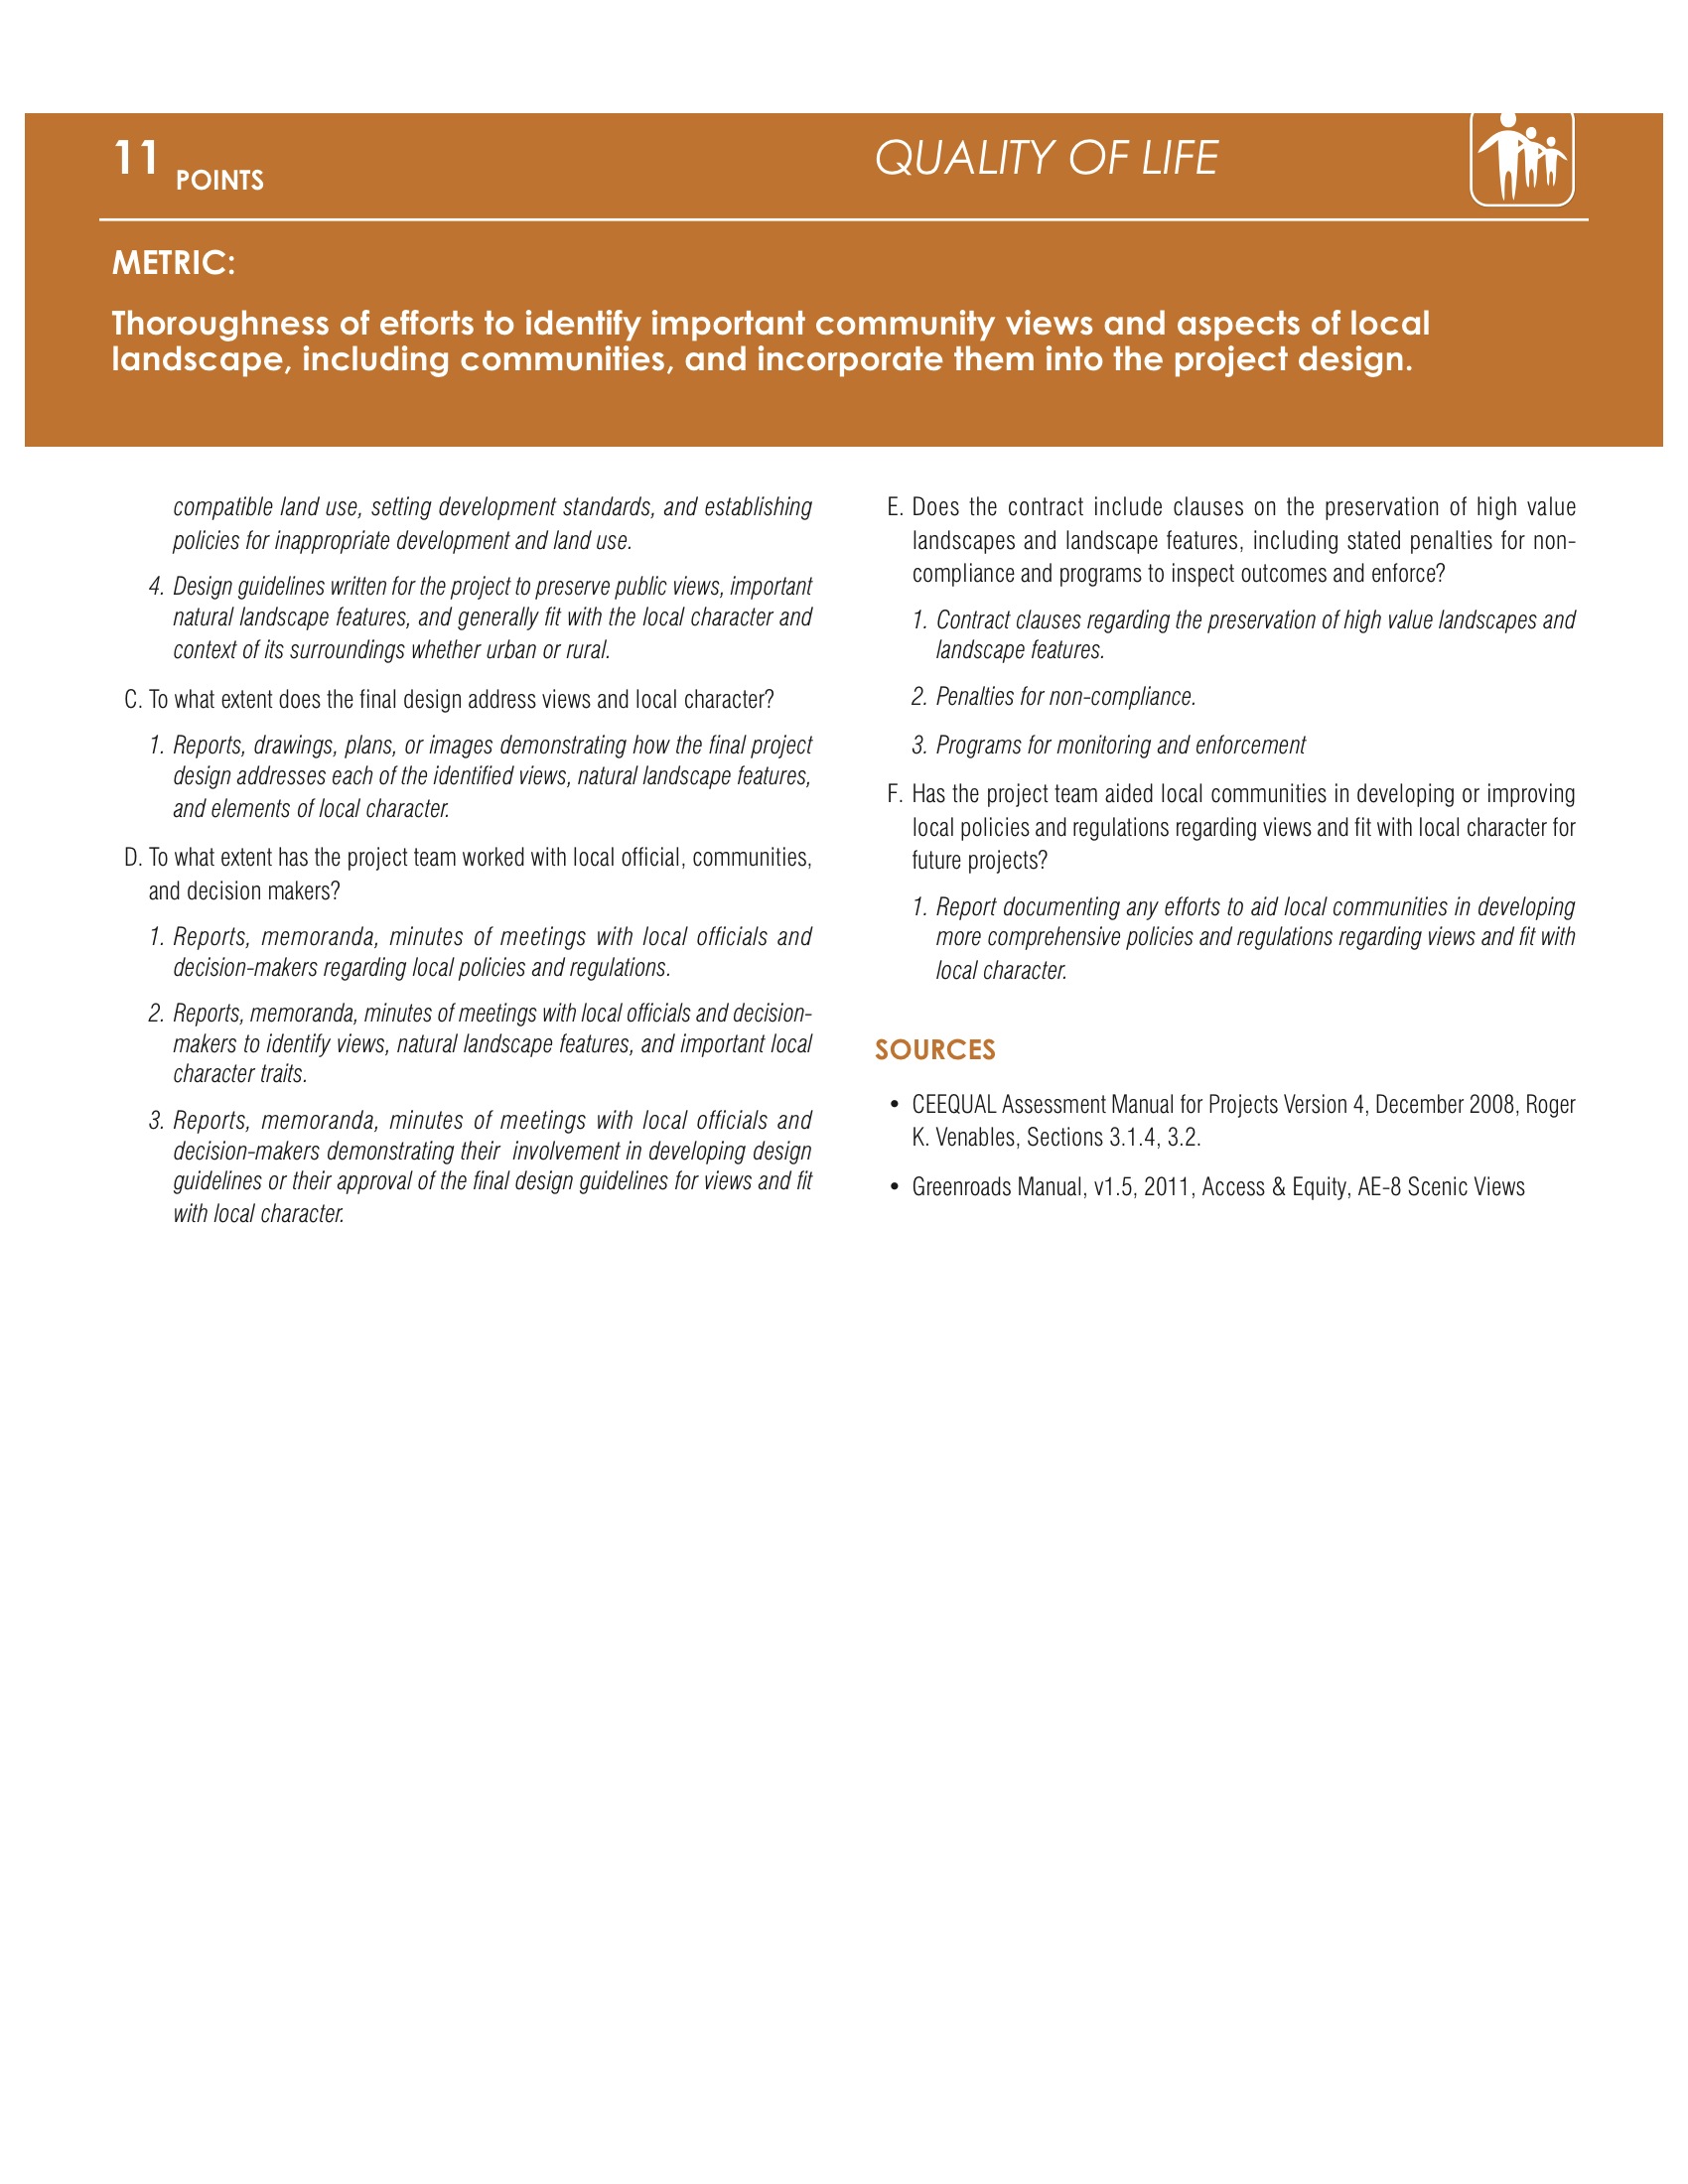 11 POINTS
QUALITY OF LIFE
METRIC:
Thoroughness of efforts to identify important community views and aspects of local
landscape, including communities, and incorporate them into the project design.
compatible land use, setting development standards, and establishing
policies for inappropriate development and land use.
4. Design guidelines written for the project to preserve public views, important
natural landscape features, and generally fit with the local character and
context of its surroundings whether urban or rural.
C. To what extent does the final design address views and local character?
1. Reports, drawings, plans, or images demonstrating how the final project
design addresses each of the identified views, natural landscape features,
and elements of local character.
D. To what extent has the project team worked with local official, communities,
and decision makers?
1. Reports, memoranda, minutes of meetings with local officials and
decision-makers regarding local policies and regulations.
2. Reports, memoranda, minutes of meetings with local officials and decision-
makers to identify views, natural landscape features, and important local
character traits.
3. Reports, memoranda, minutes of meetings with local officials and
decision-makers demonstrating their involvement in developing design
guidelines or their approval of the final design guidelines for views and fit
with local character.
E. Does the contract include clauses on the preservation of high value
landscapes and landscape features, including stated penalties for non-
compliance and programs to inspect outcomes and enforce?
1. Contract clauses regarding the preservation of high value landscapes and
landscape features.
2. Penalties for non-compliance.
3. Programs for monitoring and enforcement
F. Has the project team aided local communities in developing or improving
local policies and regulations regarding views and fit with local character for
future projects?
1. Report documenting any efforts to aid local communities in developing
more comprehensive policies and regulations regarding views and fit with
local character.
SOURCES
• CEEQUAL Assessment Manual for Projects Version 4, December 2008, Roger
K. Venables, Sections 3.1.4, 3.2.
• Greenroads Manual, v1.5, 2011, Access & Equity, AE-8 Scenic Views